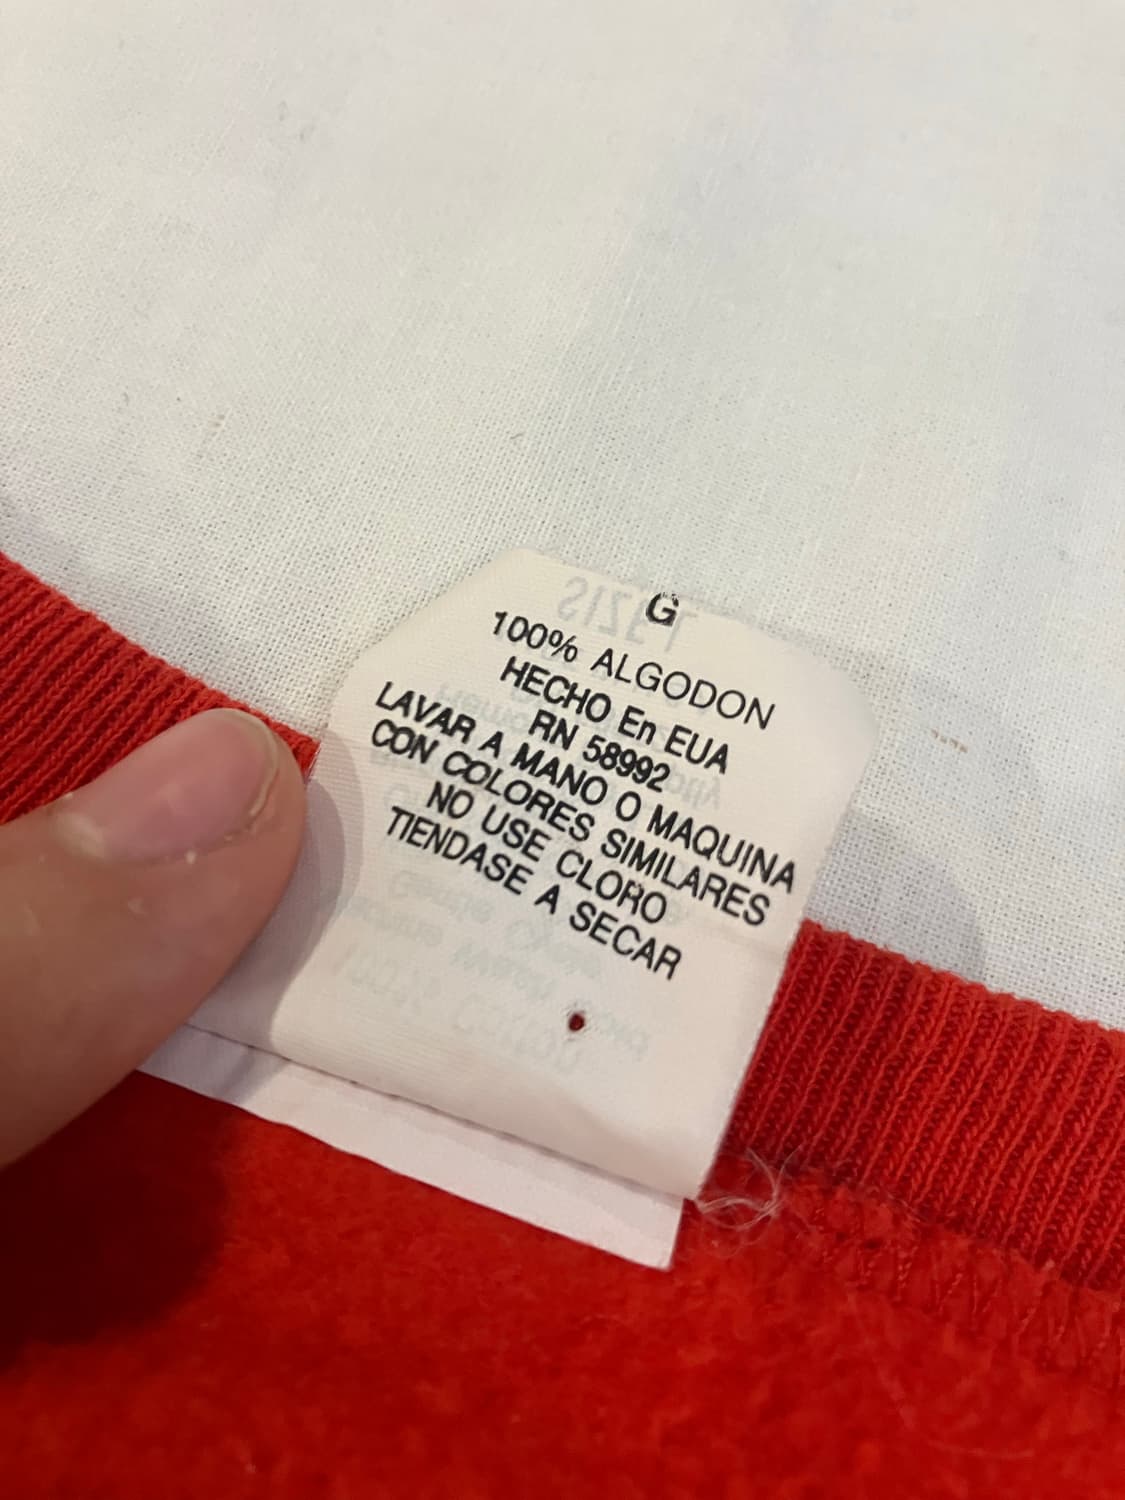 G
100% ALGODON
HECHO En EUA
RN 58992
LAVAR A MANO O MAQUINA
CON COLORES SIMILARES
NO USE CLORO
TIENDASE A SECAR